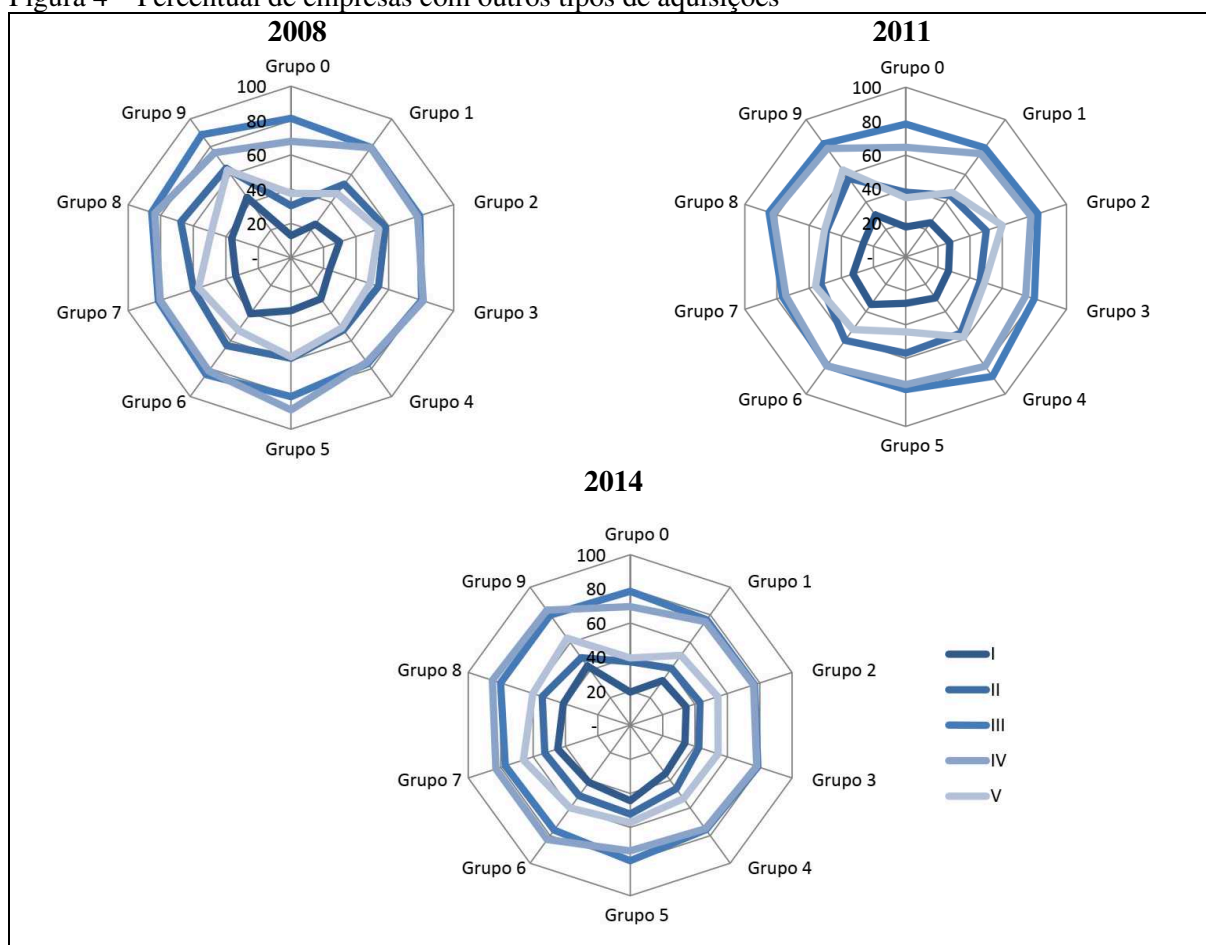 Figura 4 – Percentual de empresas com outros tipos de aquisições
2008
Grupo 0
100
80
60
40
20
-
Grupo 1
Grupo 2
Grupo 3
Grupo 4
Grupo 5
Grupo 6
Grupo 7
Grupo 8
Grupo 9
2011
Grupo 0
100
80
60
40
20
-
Grupo 1
Grupo 2
Grupo 3
Grupo 4
Grupo 5
Grupo 6
Grupo 7
Grupo 8
Grupo 9
2014
Grupo 0
100
80
60
40
20
-
Grupo 1
Grupo 2
Grupo 3
Grupo 4
Grupo 5
Grupo 6
Grupo 7
Grupo 8
Grupo 9
I
II
III
IV
V